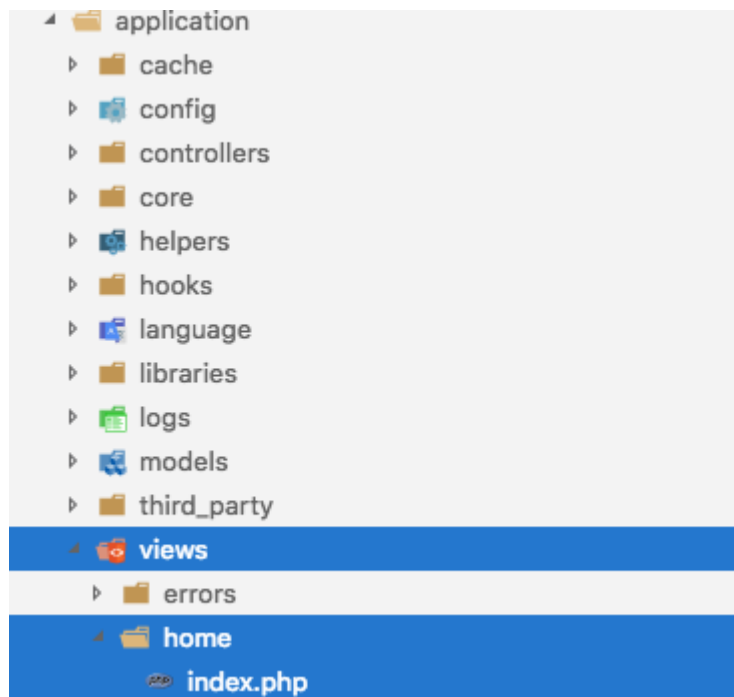 application
cache
config
controllers
core
helpers
hooks
language
libraries
logs
models
third_party
views
errors
home
index.php